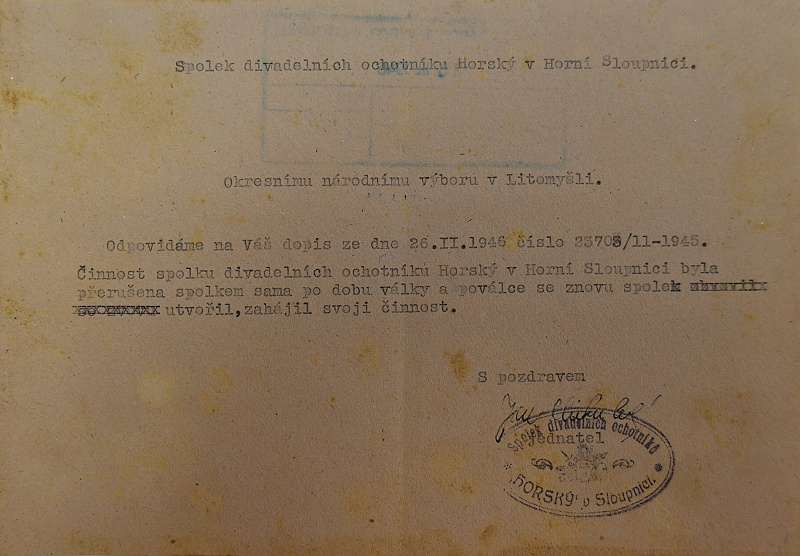 Spolek divadelních ochotníku Horský v Horní Sloupnici.
Okresnímu národnímu výboru v Litomyšli.
Odpovídáme na Váš dopis ze dne 26.II.1946 číslo 23703/11-1945.
Činnost spolku divadelních ochotníků Horský v Horní Sloupnici byla
přerušena spolkem sama po dobu války a poválce se znovu spolek
utvořil,zahájil svoji činnost.
S pozdravem
jednatel
Spolek divadelních ochotníků
"HORSKÝ" v Sloupnici.